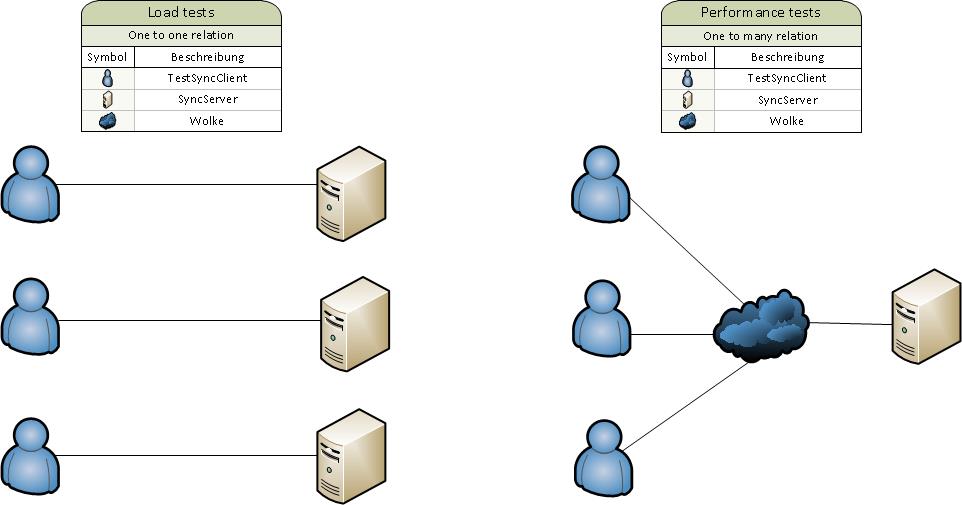 Load tests
One to one relation
Symbol Beschreibung
TestSyncClient
SyncServer
Wolke
Performance tests
One to many relation
Symbol Beschreibung
TestSyncClient
SyncServer
Wolke